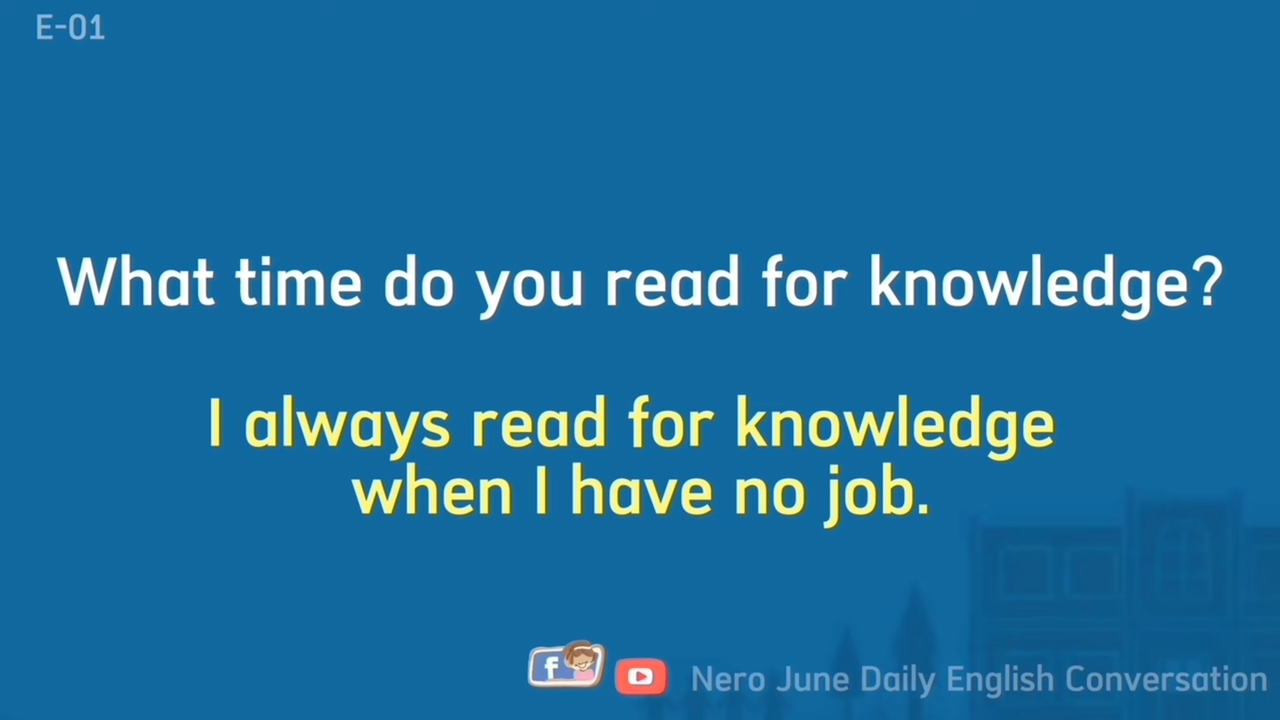 E-01
What time do you read for knowledge?
I always read for knowledge
when I have no job.
f
Nero June Daily English Conversation